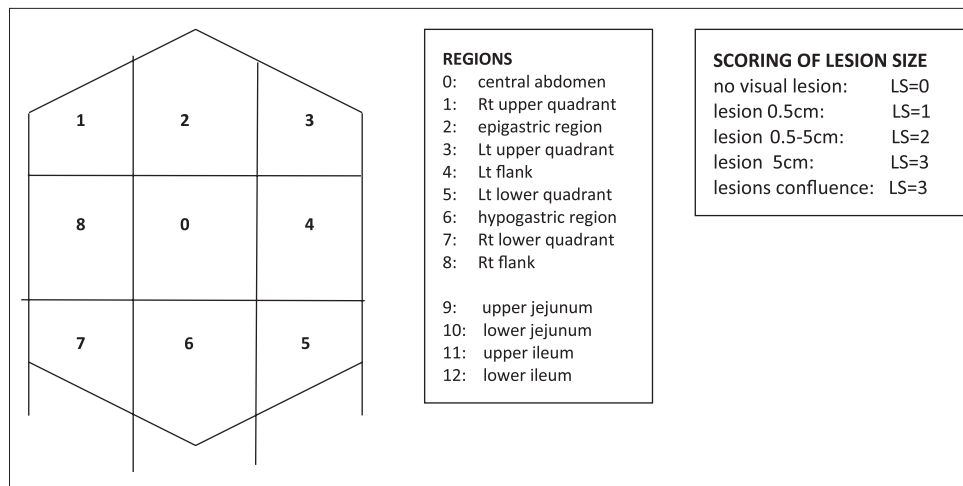 1 2 3
8 0 4
7 6 5
REGIONS
0: central abdomen
1: Rt upper quadrant
2: epigastric region
3: Lt upper quadrant
4: Lt flank
5: Lt lower quadrant
6: hypogastric region
7: Rt lower quadrant
8: Rt flank
9: upper jejunum
10: lower jejunum
11: upper ileum
12: lower ileum
SCORING OF LESION SIZE
no visual lesion: LS=0
lesion 0.5cm: LS=1
lesion 0.5-5cm: LS=2
lesion 5cm: LS=3
lesions confluence: LS=3